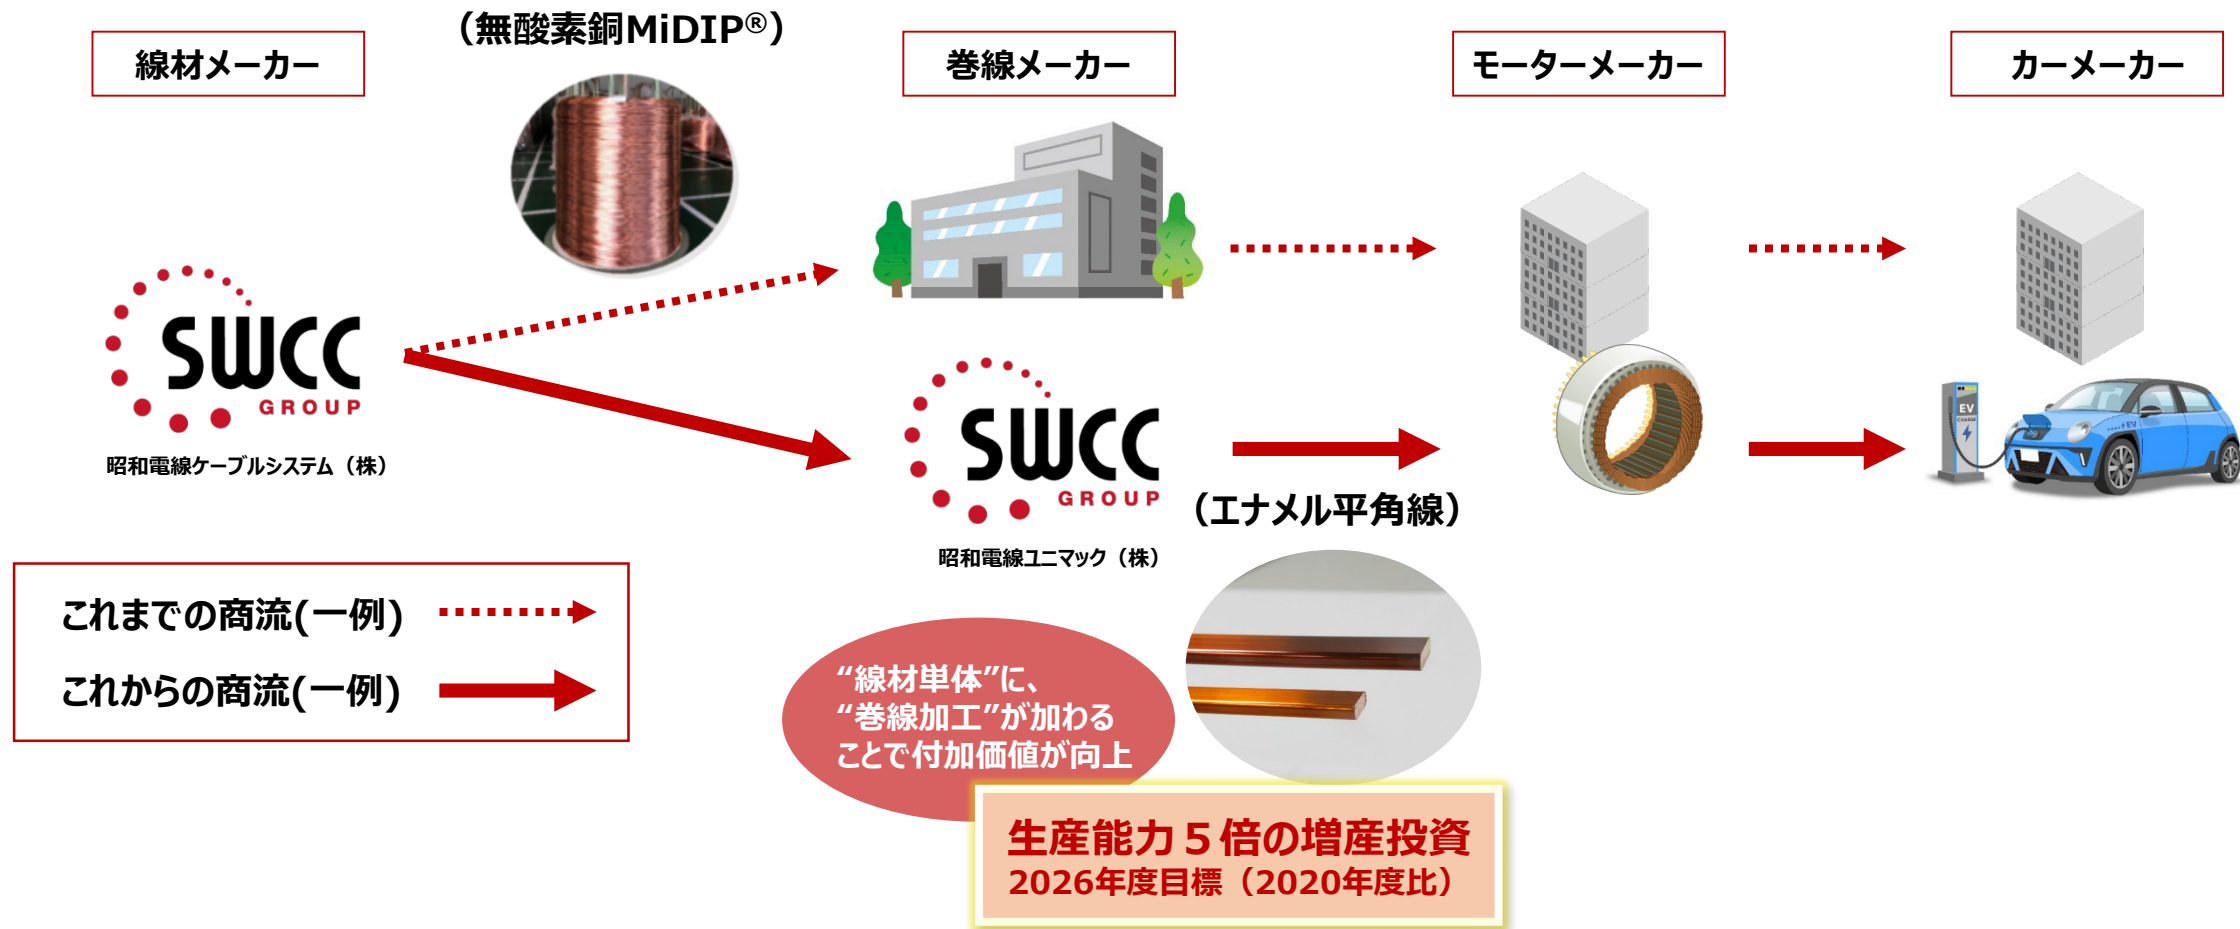 線材メーカー
（無酸素銅MiDIP®）
巻線メーカー
モーターメーカー
カーメーカー
SWCC
GROUP
昭和電線ケーブルシステム（株）
SWCC
GROUP
昭和電線ユニマック（株）
（エナメル平角線）
EV
CHARGE
EV
これまでの商流(一例)
これからの商流(一例)
“線材単体”に、
“巻線加工”が加わる
ことで付加価値が向上
生産能力５倍の増産投資
2026年度目標（2020年度比）